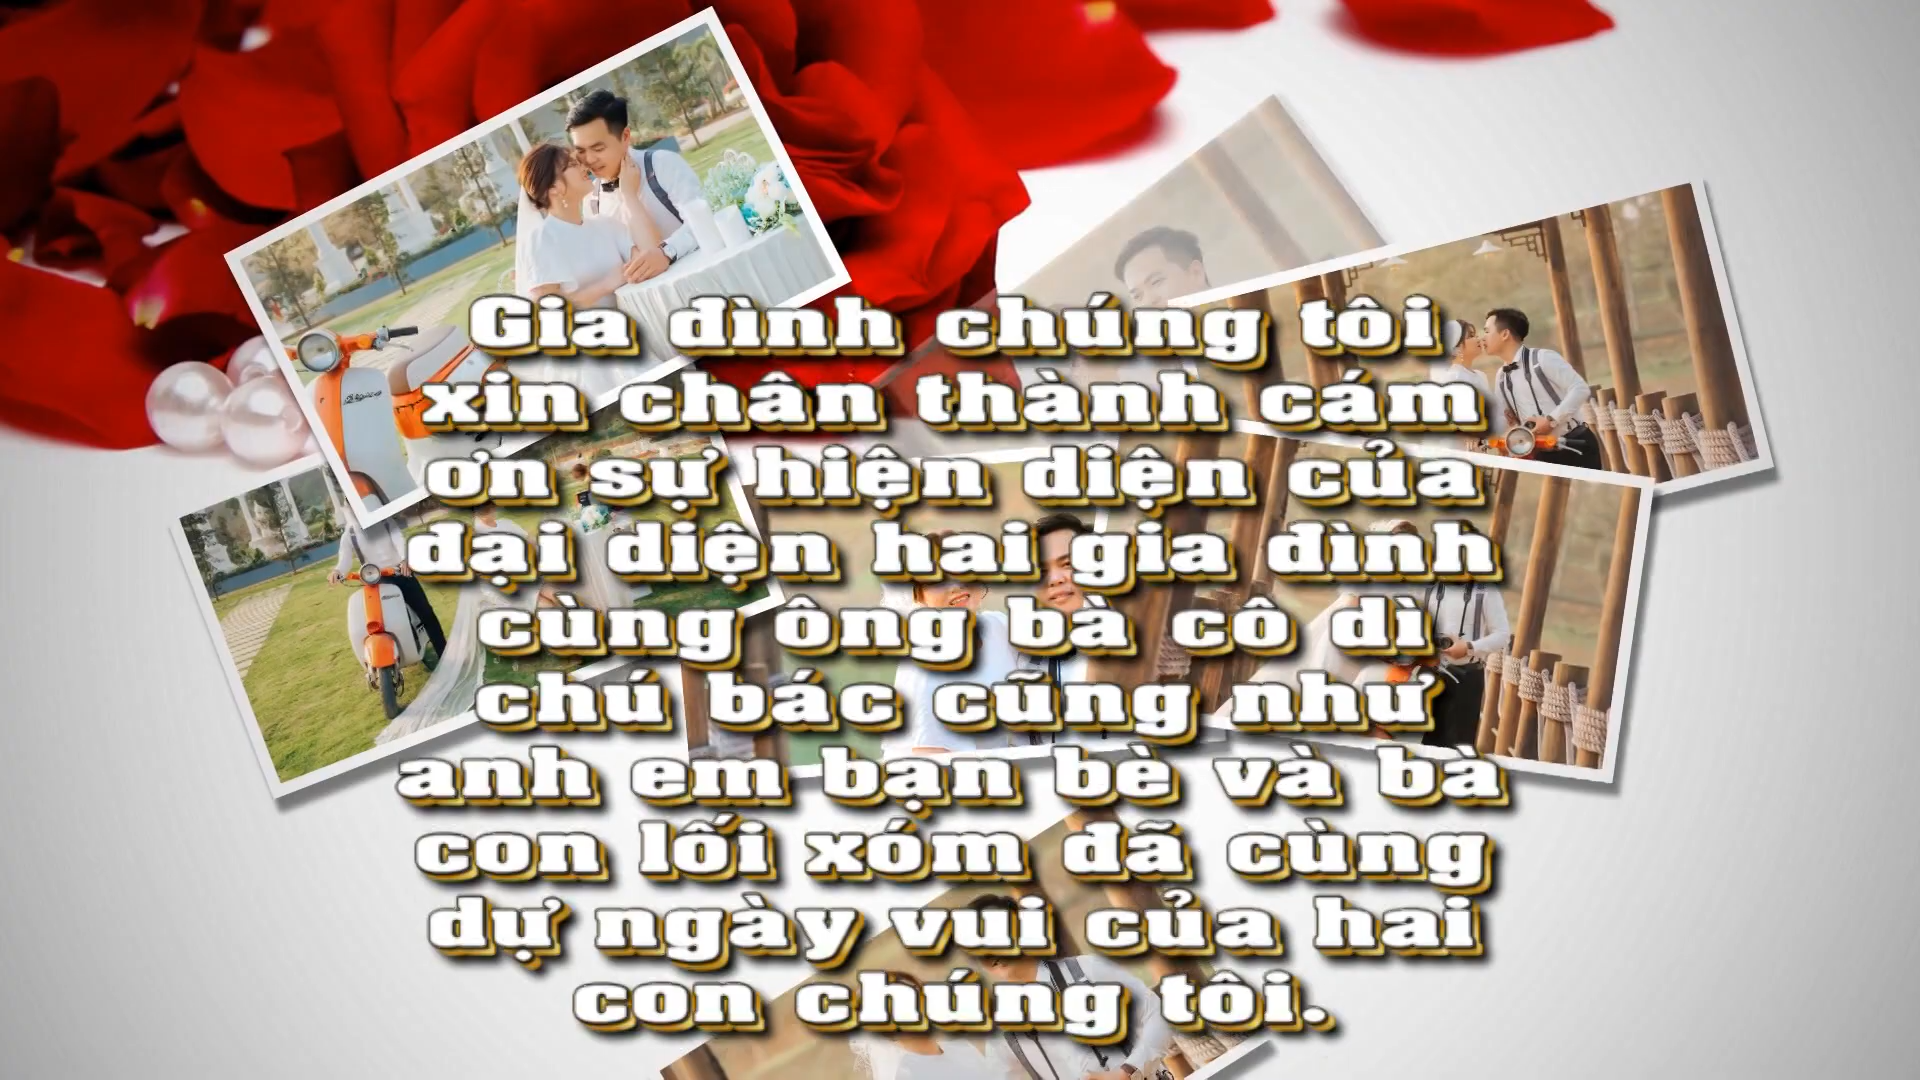 Gia đình chúng tôi
xin chân thành cám
ơn sự hiện diện của
đại diện hai gia đình
cùng ông bà cô dì
chú bác cũng như
anh em bạn bè và bà
con lối xóm đã cùng
dự ngày vui của hai
con chúng tôi.